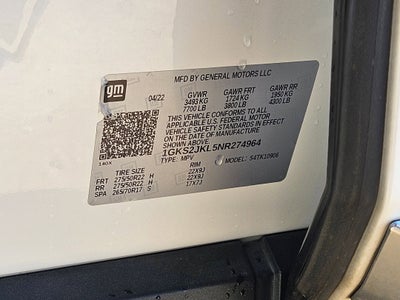 gm
MFD BY GENERAL MOTORS LLC
04/22 GVWR GAWR FRT GAWR RR
3493 KG 1724 KG 1950 KG
7700 LB 3800 LB 4300 LB
THIS VEHICLE CONFORMS TO ALL
APPLICABLE U.S. FEDERAL MOTOR
VEHICLE SAFETY STANDARDS IN EFFECT
ON THE DATE OF MANUFACTURE
SHOWN ABOVE.
1GKS2JKL5NR274964
TYPE: MPV MODEL: S4TK10906
140X
TIRE SIZE RIM
FRT 275/50R22 H 22X9J
RR 275/50R22 H 22X9J
SPA 265/70R17 S 17X7J